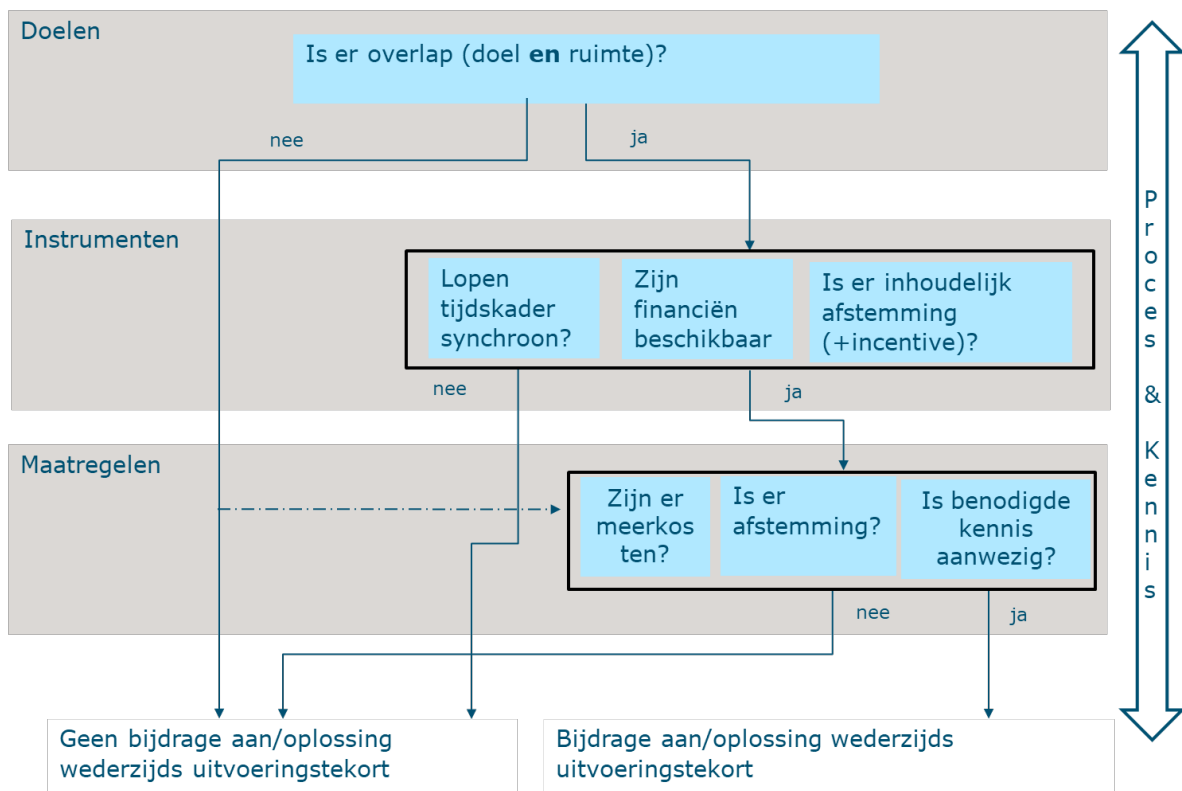 Doelen
Is er overlap (doel en ruimte)?
nee
ja
Instrumenten
Lopen
tijdskader
synchroon?
Zijn
financiën
beschikbaar
Is er inhoudelijk
afstemming
(+incentive)?
nee
ja
Maatregelen
Zijn er
meerkos
ten?
Is er
afstemming?
Is benodigde
kennis
aanwezig?
nee
ja
Geen bijdrage aan/oplossing
wederzijds uitvoeringstekort
Bijdrage aan/oplossing wederzijds
uitvoeringstekort
Proces & Kennis